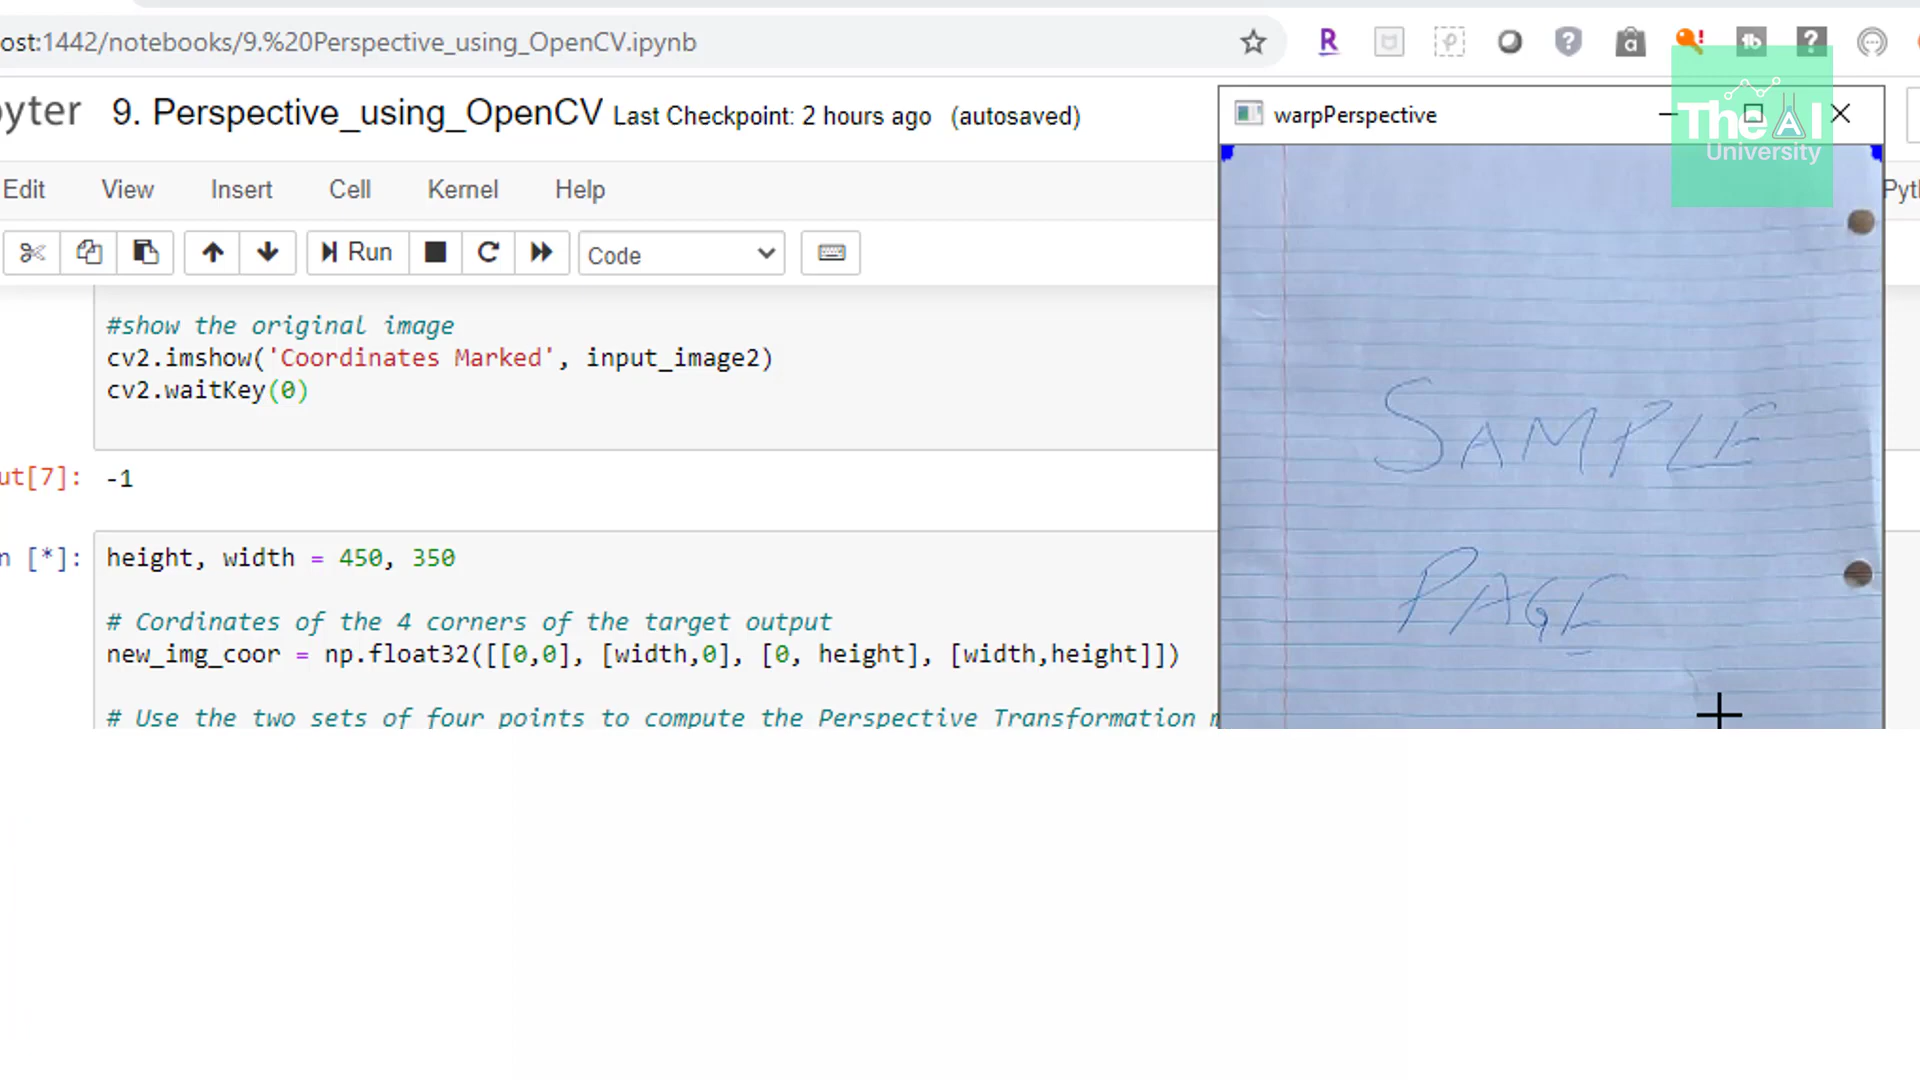 ost:1442/notebooks/9.%20Perspective_using_OpenCV.ipynb
yter 9. Perspective_using_OpenCV Last Checkpoint: 2 hours ago (autosaved)
Edit View Insert Cell Kernel Help
Run Code
#show the original image
cv2.imshow('Coordinates Marked', input_image2)
cv2.waitKey(0)
ut[7]: -1
n [*]: height, width = 450, 350
# Cordinates of the 4 corners of the target output
new_img_coor = np.float32([[0,0], [width,0], [0, height], [width,height]])
# Use the two sets of four points to compute the Perspective Transformation m
warpPerspective
The AI
University
Pyth
SAMPLE
PAGE